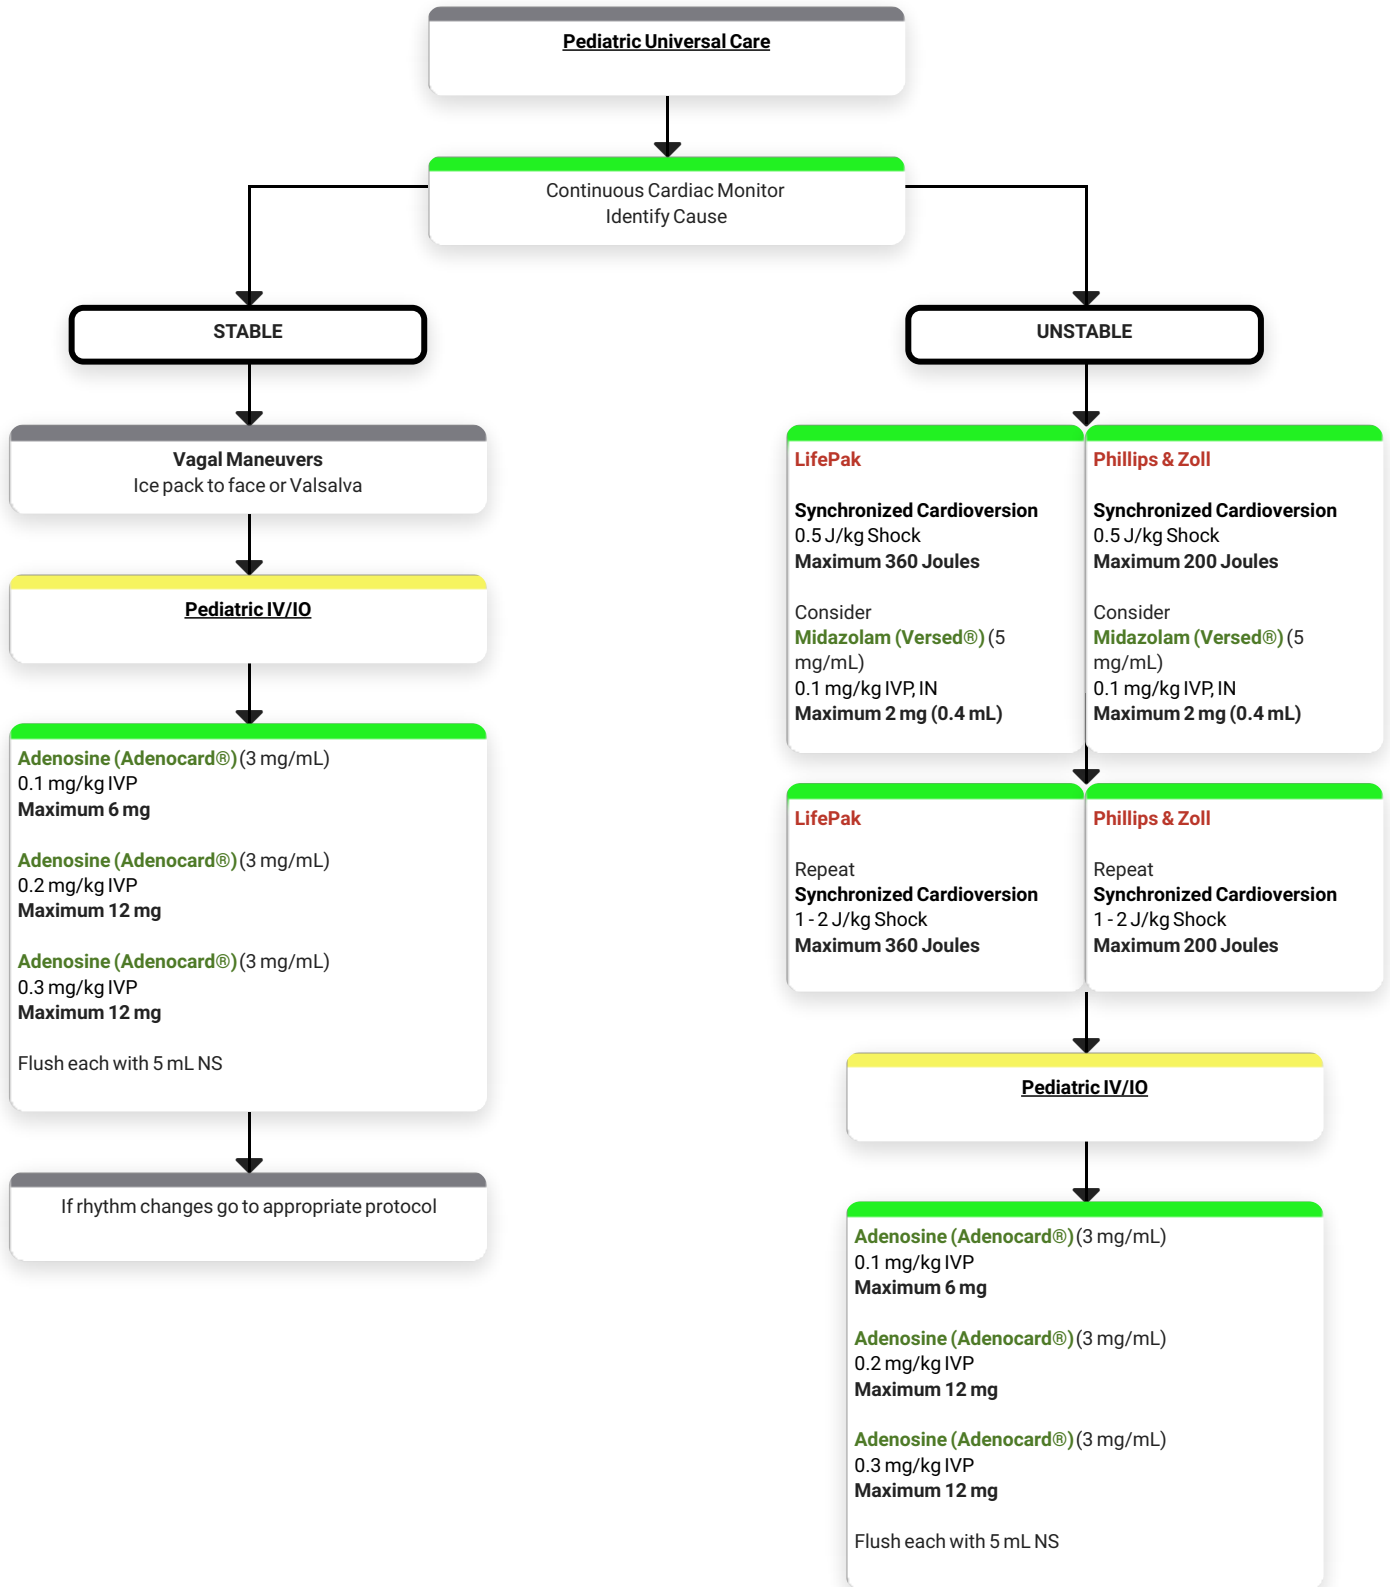 Pediatric Universal Care
Continuous Cardiac Monitor
Identify Cause
STABLE
Vagal Maneuvers
Ice pack to face or Valsalva
Pediatric IV/IO
Adenosine (Adenocard®) (3 mg/mL)
0.1 mg/kg IVP
Maximum 6 mg
Adenosine (Adenocard®) (3 mg/mL)
0.2 mg/kg IVP
Maximum 12 mg
Adenosine (Adenocard®) (3 mg/mL)
0.3 mg/kg IVP
Maximum 12 mg
Flush each with 5 mL NS
If rhythm changes go to appropriate protocol
UNSTABLE
LifePak
Synchronized Cardioversion
0.5 J/kg Shock
Maximum 360 Joules
Consider
Midazolam (Versed®) (5
mg/mL)
0.1 mg/kg IVP, IN
Maximum 2 mg (0.4 mL)
Phillips & Zoll
Synchronized Cardioversion
0.5 J/kg Shock
Maximum 200 Joules
Consider
Midazolam (Versed®) (5
mg/mL)
0.1 mg/kg IVP, IN
Maximum 2 mg (0.4 mL)
LifePak
Repeat
Synchronized Cardioversion
1 - 2 J/kg Shock
Maximum 360 Joules
Phillips & Zoll
Repeat
Synchronized Cardioversion
1 - 2 J/kg Shock
Maximum 200 Joules
Pediatric IV/IO
Adenosine (Adenocard®) (3 mg/mL)
0.1 mg/kg IVP
Maximum 6 mg
Adenosine (Adenocard®) (3 mg/mL)
0.2 mg/kg IVP
Maximum 12 mg
Adenosine (Adenocard®) (3 mg/mL)
0.3 mg/kg IVP
Maximum 12 mg
Flush each with 5 mL NS